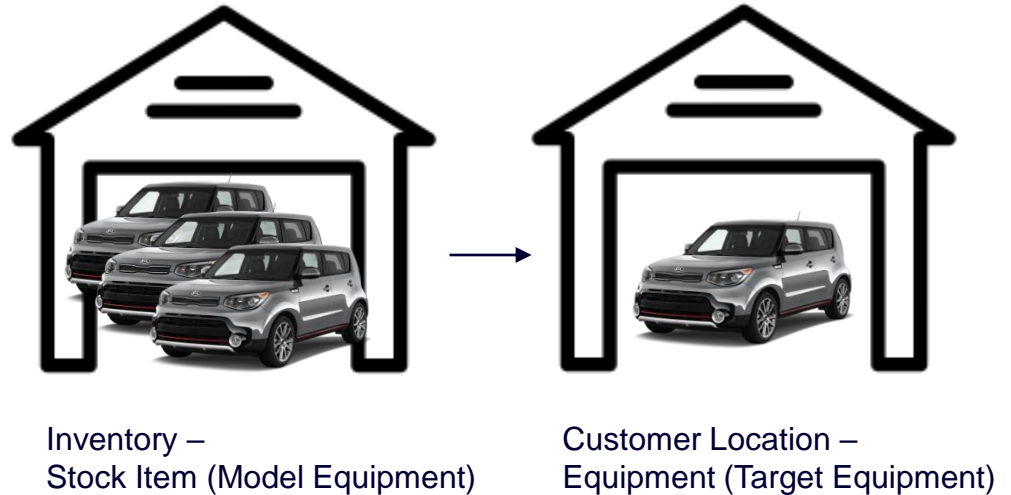 Inventory –
Stock Item (Model Equipment)
Customer Location –
Equipment (Target Equipment)